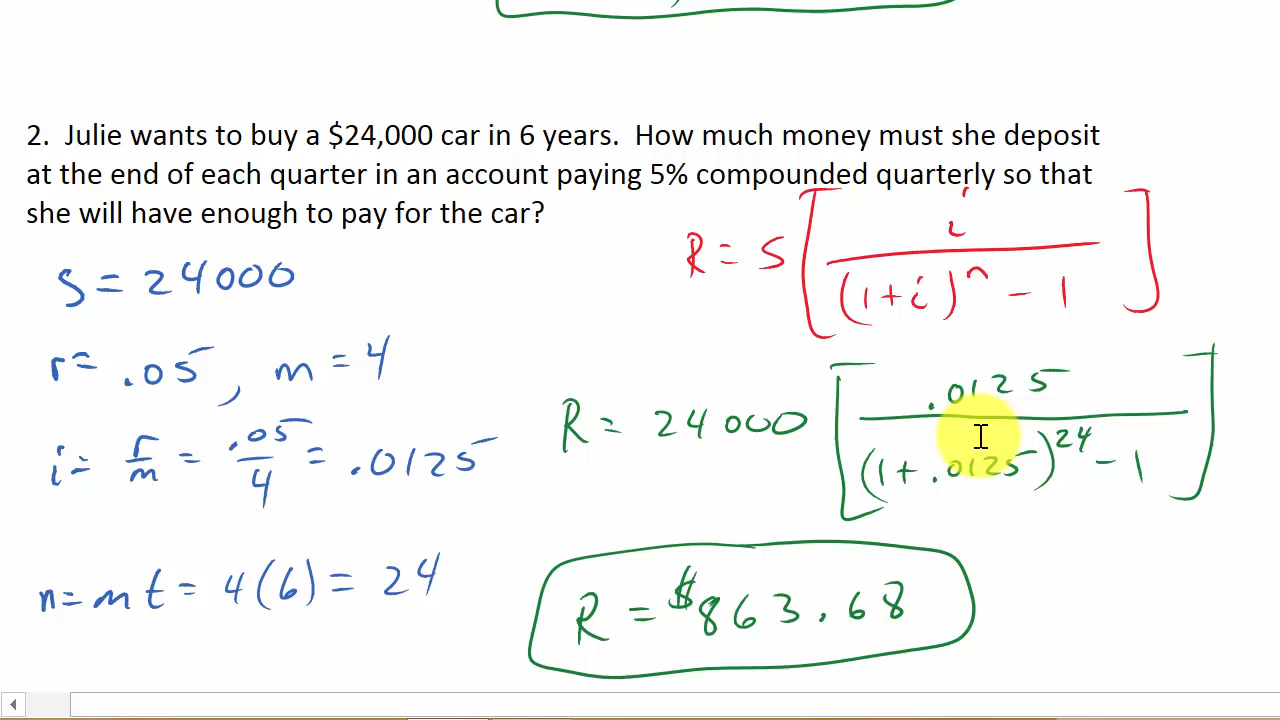 2. Julie wants to buy a $24,000 car in 6 years. How much money must she deposit
at the end of each quarter in an account paying 5% compounded quarterly so that
she will have enough to pay for the car?
R = S [ i / (1+i)^n - 1 ]
S = 24000
r = .05, m = 4
i = r/m = .05/4 = .0125
n = mt = 4(6) = 24
R = 24000 [ .0125 / (1+.0125)^24 - 1 ]
R = $863.68